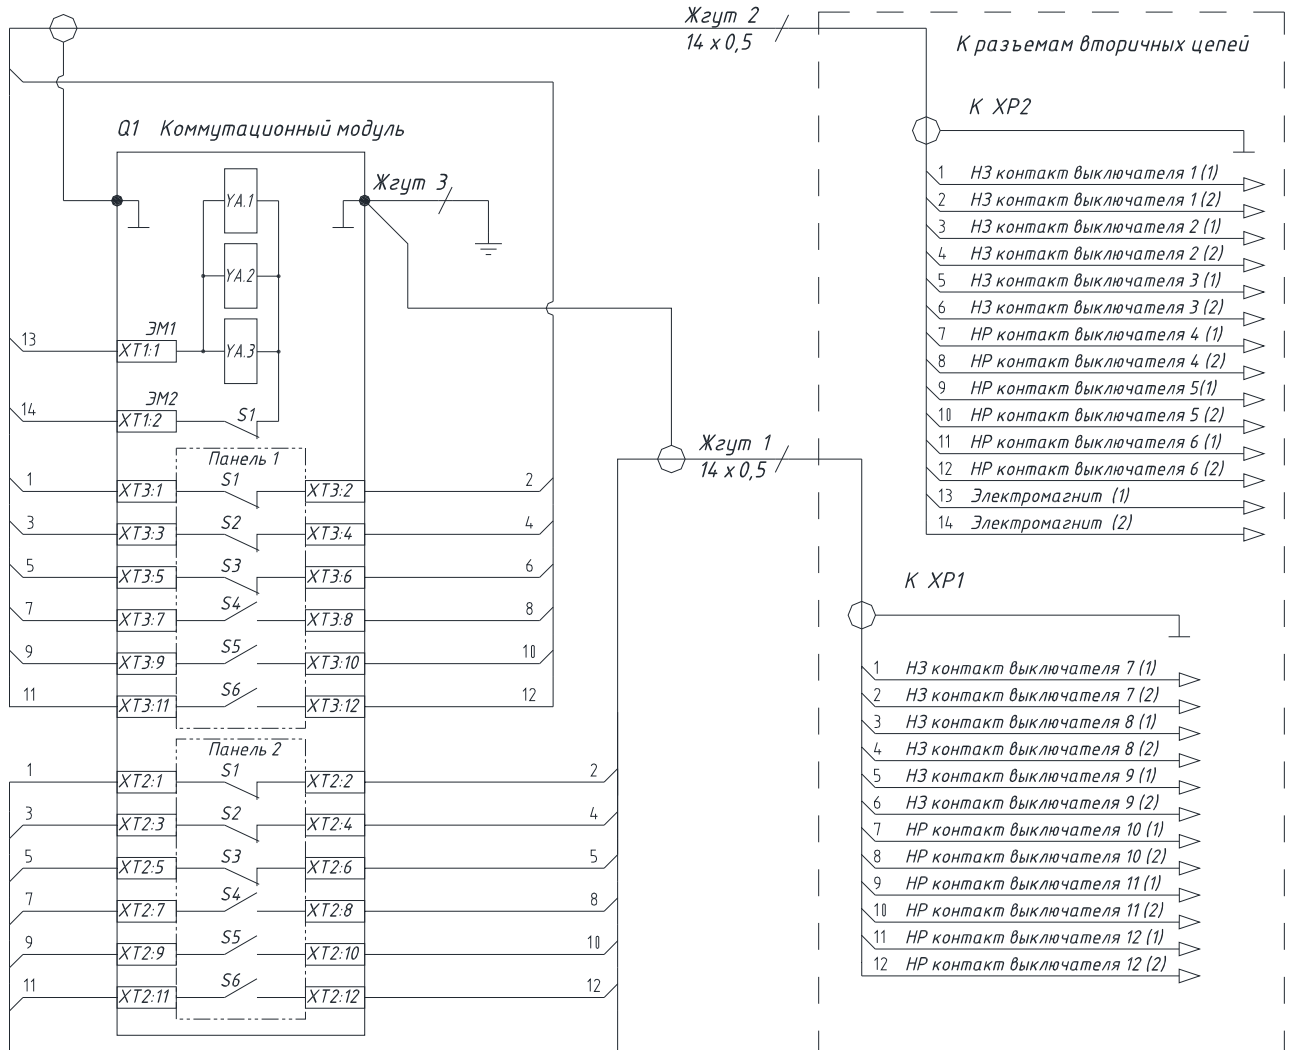 Жгут 2
14 x 0,5
К разъемам вторичных цепей
К XP2
Q1 Коммутационный модуль
Жгут 3
YA.1
YA.2
YA.3
13
ЭМ1
XT1:1
14
ЭМ2
XT1:2
S1
Панель 1
1
XT3:1
S1
XT3:2
2
3
XT3:3
S2
XT3:4
4
5
XT3:5
S3
XT3:6
6
7
XT3:7
S4
XT3:8
8
9
XT3:9
S5
XT3:10
10
11
XT3:11
S6
XT3:12
12
Панель 2
1
XT2:1
S1
XT2:2
2
3
XT2:3
S2
XT2:4
4
5
XT2:5
S3
XT2:6
5
7
XT2:7
S4
XT2:8
8
9
XT2:9
S5
XT2:10
10
11
XT2:11
S6
XT2:12
12
Жгут 1
14 x 0,5
1 НЗ контакт выключателя 1 (1)
2 НЗ контакт выключателя 1 (2)
3 НЗ контакт выключателя 2 (1)
4 НЗ контакт выключателя 2 (2)
5 НЗ контакт выключателя 3 (1)
6 НЗ контакт выключателя 3 (2)
7 НР контакт выключателя 4 (1)
8 НР контакт выключателя 4 (2)
9 НР контакт выключателя 5(1)
10 НР контакт выключателя 5 (2)
11 НР контакт выключателя 6 (1)
12 НР контакт выключателя 6 (2)
13 Электромагнит (1)
14 Электромагнит (2)
К XP1
1 НЗ контакт выключателя 7 (1)
2 НЗ контакт выключателя 7 (2)
3 НЗ контакт выключателя 8 (1)
4 НЗ контакт выключателя 8 (2)
5 НЗ контакт выключателя 9 (1)
6 НЗ контакт выключателя 9 (2)
7 НР контакт выключателя 10 (1)
8 НР контакт выключателя 10 (2)
9 НР контакт выключателя 11 (1)
10 НР контакт выключателя 11 (2)
11 НР контакт выключателя 12 (1)
12 НР контакт выключателя 12 (2)